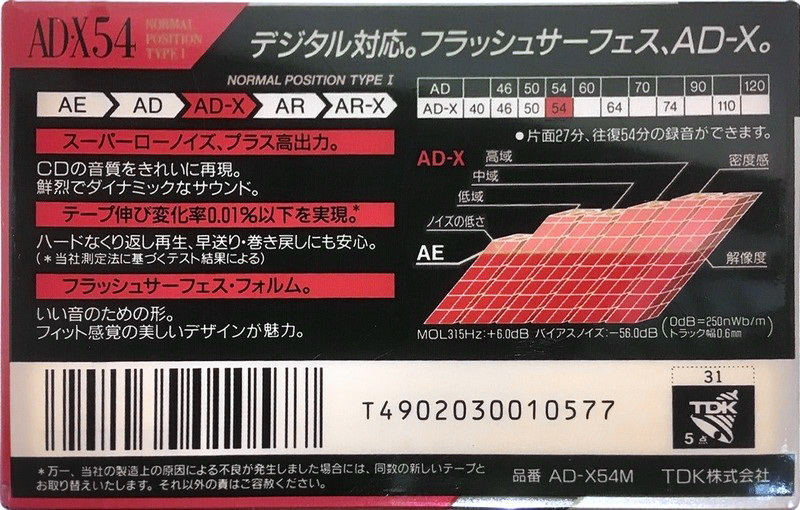 AD-X54 NORMAL POSITION TYPE I
デジタル対応。フラッシュサーフェス、AD-X。
NORMAL POSITION TYPE I
AE AD AD-X AR AR-X
AD 46 50 54 60 70 90 120
AD-X 40 46 50 54 64 74 110
●片面27分、往復54分の録音ができます。
スーパーローノイズ、プラス高出力。
CDの音質をきれいに再現。
鮮烈でダイナミックなサウンド。
テープ伸び変化率0.01%以下を実現。*
ハードなくり返し再生、早送り・巻き戻しにも安心。
(*当社測定法に基づくテスト結果による)
フラッシュサーフェス・フォルム。
いい音のための形。
フィット感覚の美しいデザインが魅力。
AD-X
高域
中域
低域
ノイズの低さ
AE
密度感
解像度
MOL315Hz:+6.0dB バイアスノイズ:−56.0dB (0dB=250nWb/m トラック幅0.6mm)
T4902030010577
31
TDK
5点
*万一、当社の製造上の原因による不良が発生しました場合には、同数の新しいテープと
お取り替えいたします。それ以外の責はご容赦ください。
品番 AD-X54M TDK株式会社